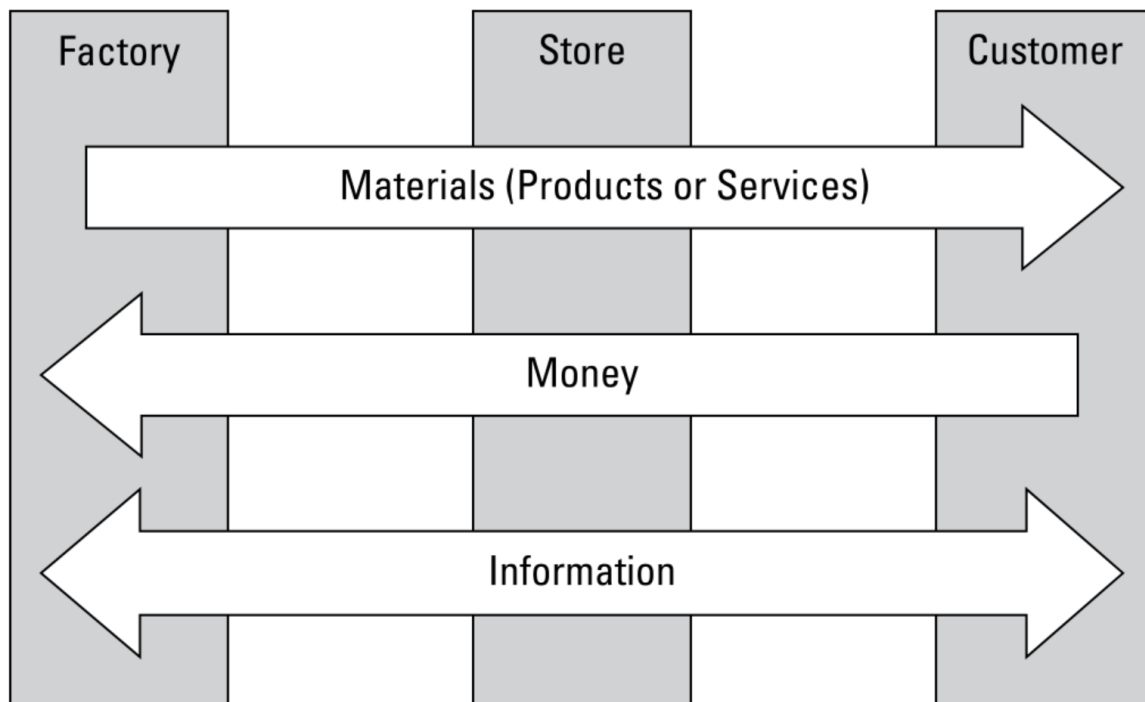 Factory
Store
Customer
Materials (Products or Services)
Money
Information